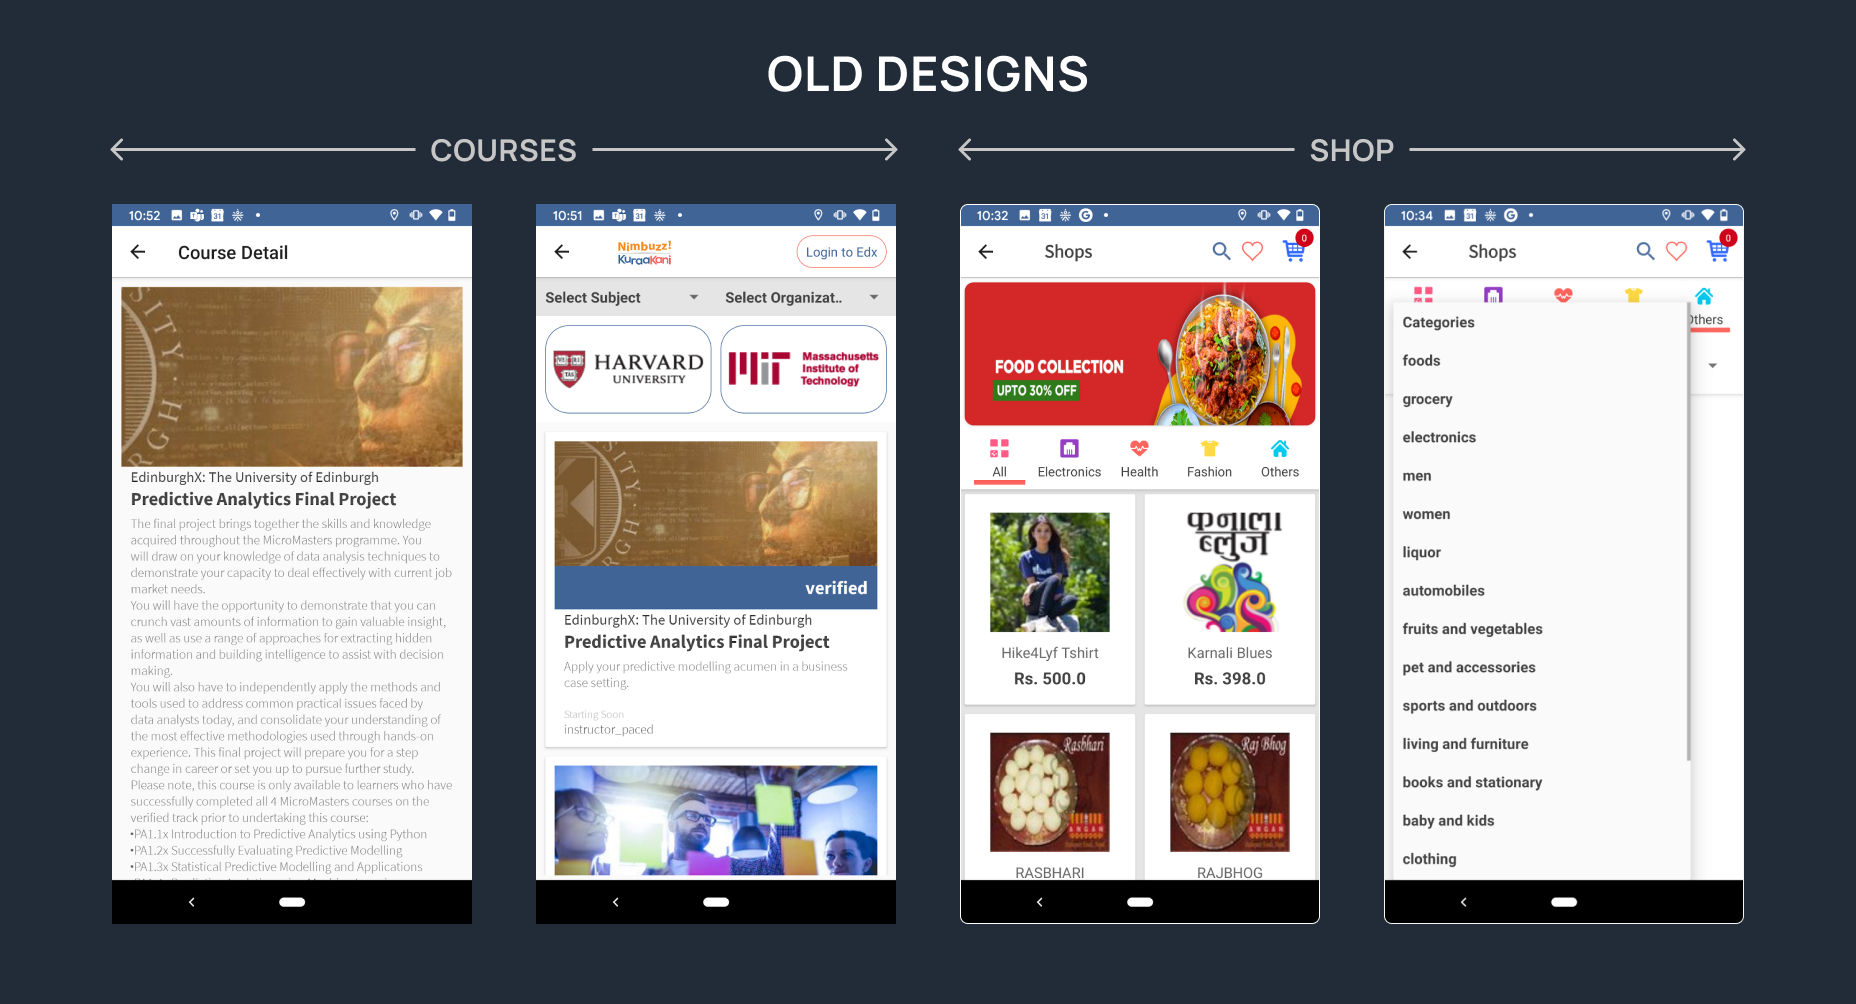 OLD DESIGNS
COURSES
SHOP
10:52
31
Course Detail
EdinburghX: The University of Edinburgh
Predictive Analytics Final Project
The final project brings together the skills and knowledge
acquired throughout the MicroMasters programme. You
will draw on your knowledge of data analysis techniques to
demonstrate your capacity to deal effectively with current job
market needs.
You will have the opportunity to demonstrate that you can
crunch vast amounts of information to gain valuable insight,
as well as use a range of approaches for extracting hidden
information and building intelligence to assist with decision
making.
You will also have to independently apply the methods and
tools used to address common practical issues faced by
data analysts today, and consolidate your understanding of
the most effective methodologies used through hands-on
experience. This final project will prepare you for a step
change in career or set you up to pursue further study.
Please note, this course is only available to learners who have
successfully completed all 4 MicroMasters courses on the
verified track prior to undertaking this course:
•PA1.1x Introduction to Predictive Analytics using Python
•PA1.2x Successfully Evaluating Predictive Modelling
•PA1.3x Statistical Predictive Modelling and Applications
10:51
31
Nimbuzz!
KuraaKani
Login to Edx
Select Subject
Select Organizat..
HARVARD
UNIVERSITY
MIT
Massachusetts
Institute of
Technology
verified
EdinburghX: The University of Edinburgh
Predictive Analytics Final Project
Apply your predictive modelling acumen in a business
case setting.
Starting Soon
instructor_paced
10:32
31
G
Shops
0
FOOD COLLECTION
UPTO 30% OFF
All
Electronics
Health
Fashion
Others
कर्नाली
ब्लुज
Hike4Lyf Tshirt
Rs. 500.0
Karnali Blues
Rs. 398.0
Rasbhari
ANGAN
RASBHARI
Raj Bhog
ANGAN
RAJBHOG
10:34
31
G
Shops
0
Others
Categories
foods
grocery
electronics
men
women
liquor
automobiles
fruits and vegetables
pet and accessories
sports and outdoors
living and furniture
books and stationary
baby and kids
clothing